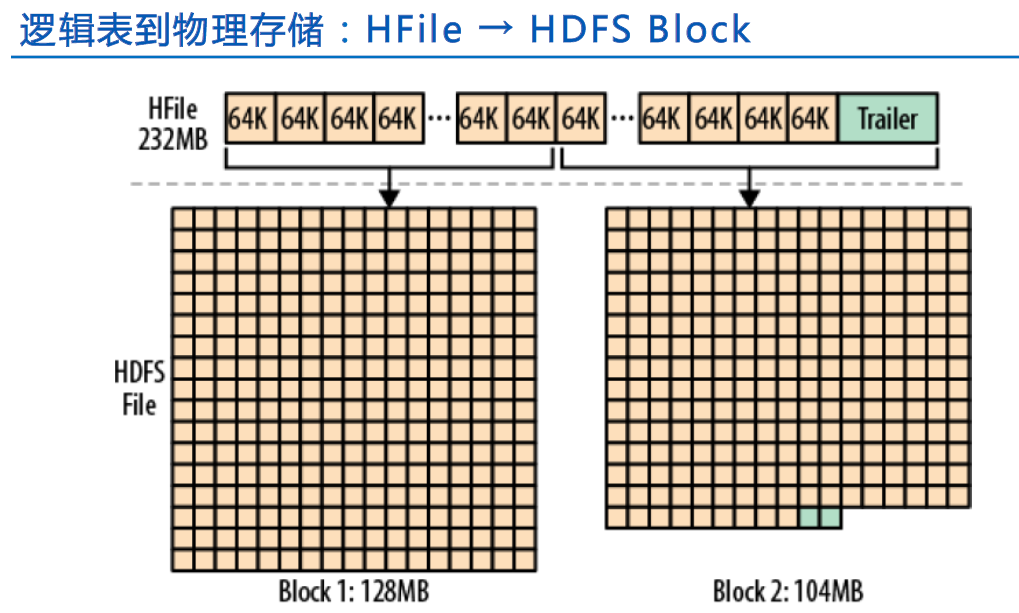 逻辑表到物理存储：HFile → HDFS Block
HFile
232MB
64K 64K 64K 64K ··· 64K 64K 64K ··· 64K 64K 64K 64K Trailer
HDFS
File
Block 1: 128MB
Block 2: 104MB